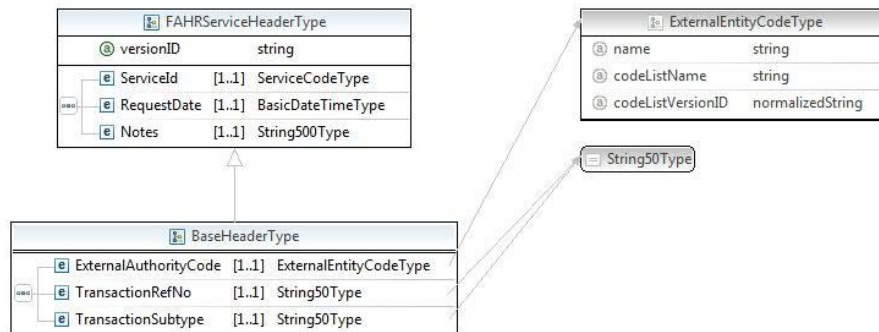 FAHRServiceHeaderType
versionID string
ServiceId [1..1] ServiceCodeType
RequestDate [1..1] BasicDateTimeType
Notes [1..1] String500Type
ExternalEntityCodeType
name string
codeListName string
codeListVersionID normalizedString
String50Type
BaseHeaderType
ExternalAuthorityCode [1..1] ExternalEntityCodeType
TransactionRefNo [1..1] String50Type
TransactionSubtype [1..1] String50Type